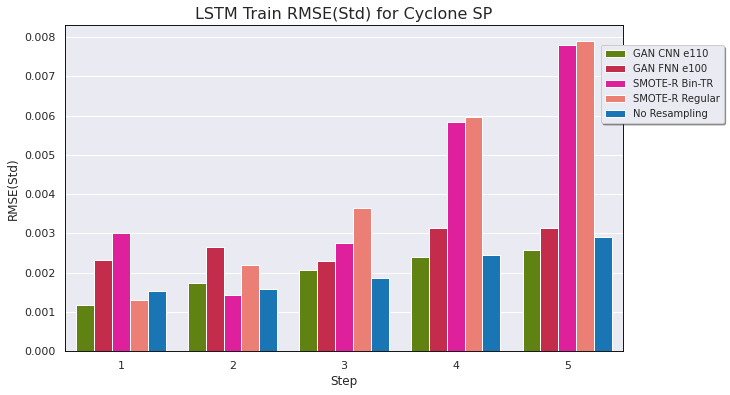 LSTM Train RMSE(Std) for Cyclone SP
0.008
0.007
0.006
0.005
0.004
0.003
0.002
0.001
0.000
RMSE(Std)
1 2 3 4 5
Step
GAN CNN e110
GAN FNN e100
SMOTE-R Bin-TR
SMOTE-R Regular
No Resampling